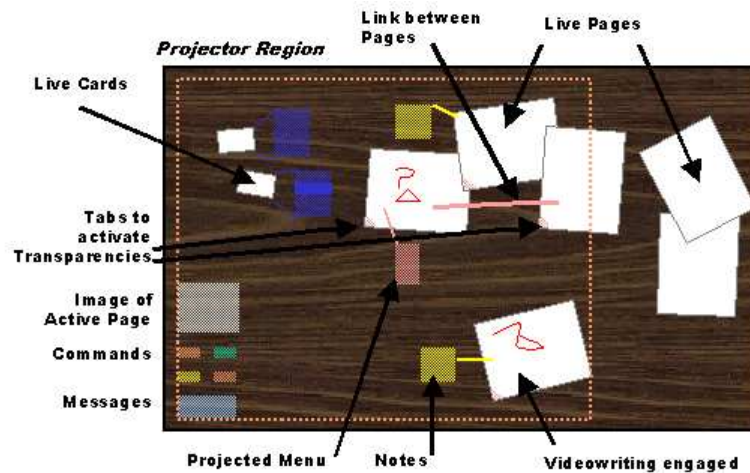 Link between
Pages
Live Pages
Projector Region
Live Cards
Tabs to
activate
Transparencies
Image of
Active Page
Commands
Messages
Projected Menu
Notes
Videowriting engaged